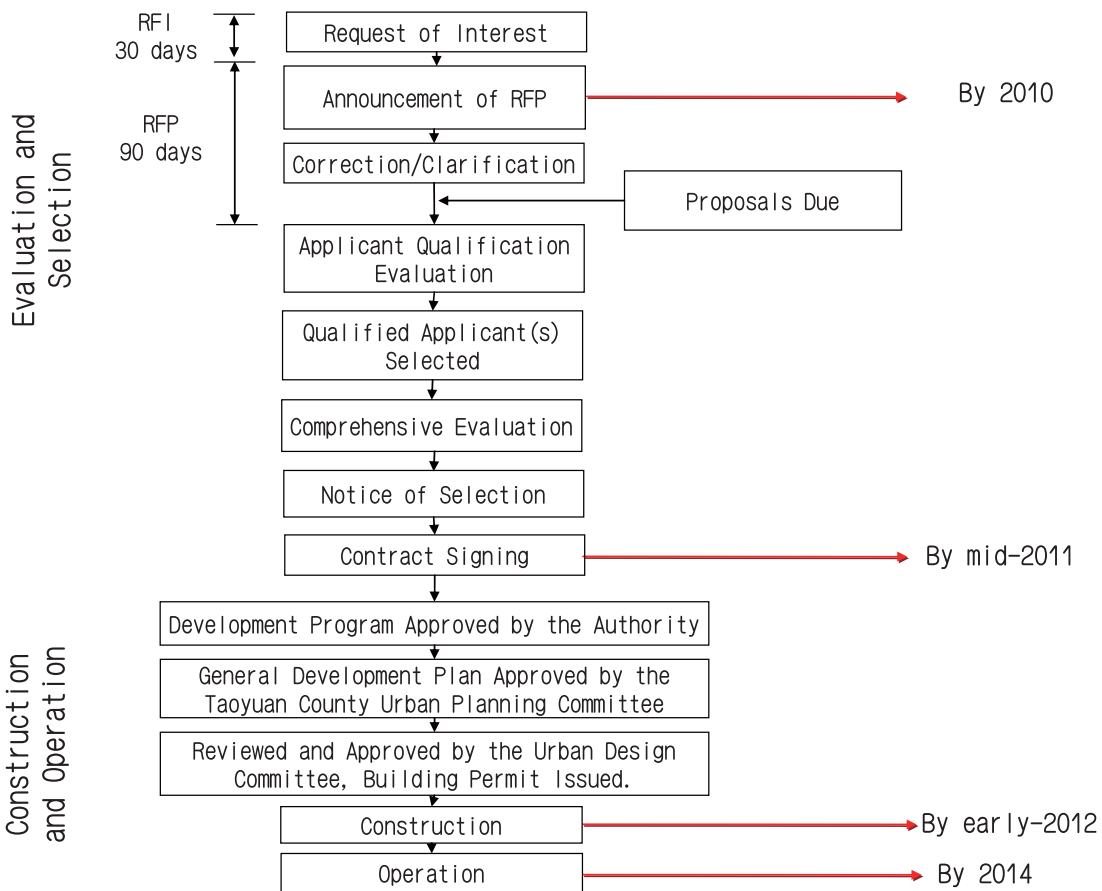 RFI
30 days
Request of Interest
Announcement of RFP
By 2010
RFP
90 days
Correction/Clarification
Proposals Due
Evaluation and
Selection
Applicant Qualification
Evaluation
Qualified Applicant(s)
Selected
Comprehensive Evaluation
Notice of Selection
Contract Signing
By mid-2011
Construction
and Operation
Development Program Approved by the Authority
General Development Plan Approved by the
Taoyuan County Urban Planning Committee
Reviewed and Approved by the Urban Design
Committee, Building Permit Issued.
Construction
By early-2012
Operation
By 2014